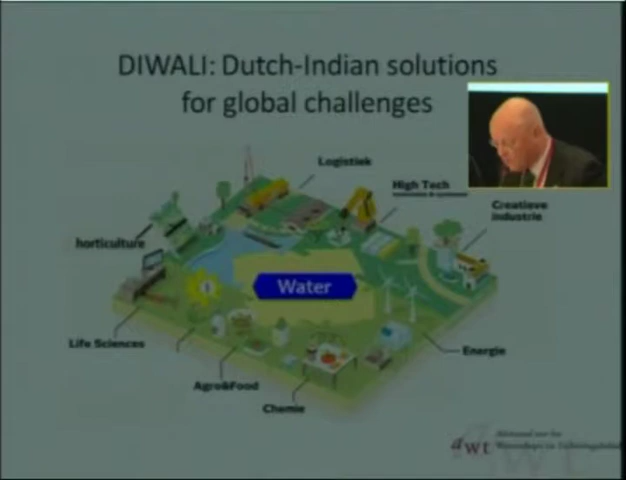 DIWALI: Dutch-Indian solutions
for global challenges
Logistiek
High Tech
Creatieve
industrie
horticulture
Water
Life Sciences
Energie
Agro&Food
Chemie
awt